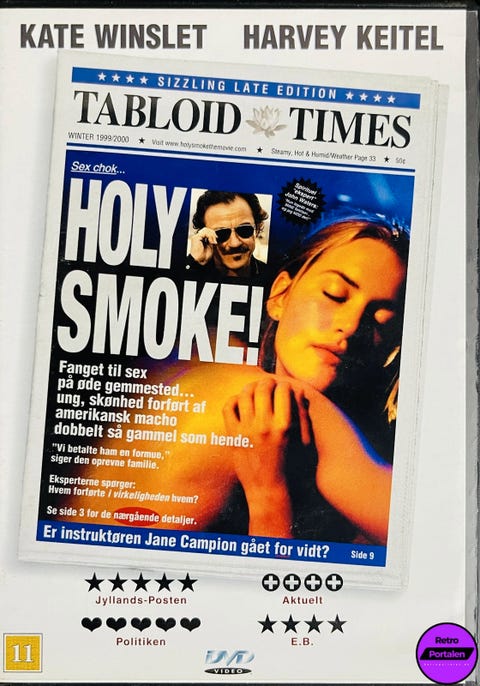 KATE WINSLET HARVEY KEITEL
★★★★ SIZZLING LATE EDITION ★★★★
TABLOID TIMES
WINTER 1999/2000 ★ Visit www.holysmokethemovie.com ★ Steamy, Hot & Humid/Weather Page 33 ★ 50¢
Sex chok...
Spirituel
"ekspert"
John Waters:
HOLY
SMOKE!
Fanget til sex
på øde gemmested...
ung, skønhed forført af
amerikansk macho
dobbelt så gammel som hende.
"Vi betalte ham en formue,"
siger den oprevne familie.
Eksperterne spørger:
Hvem forførte i virkeligheden hvem?
Se side 3 for de nærgående detaljer.
Er instruktøren Jane Campion gået for vidt? Side 9
★★★★★
Jyllands-Posten
Aktuelt
Politiken
★★★★
E.B.
11
DVD
VIDEO
Retro
Portalen